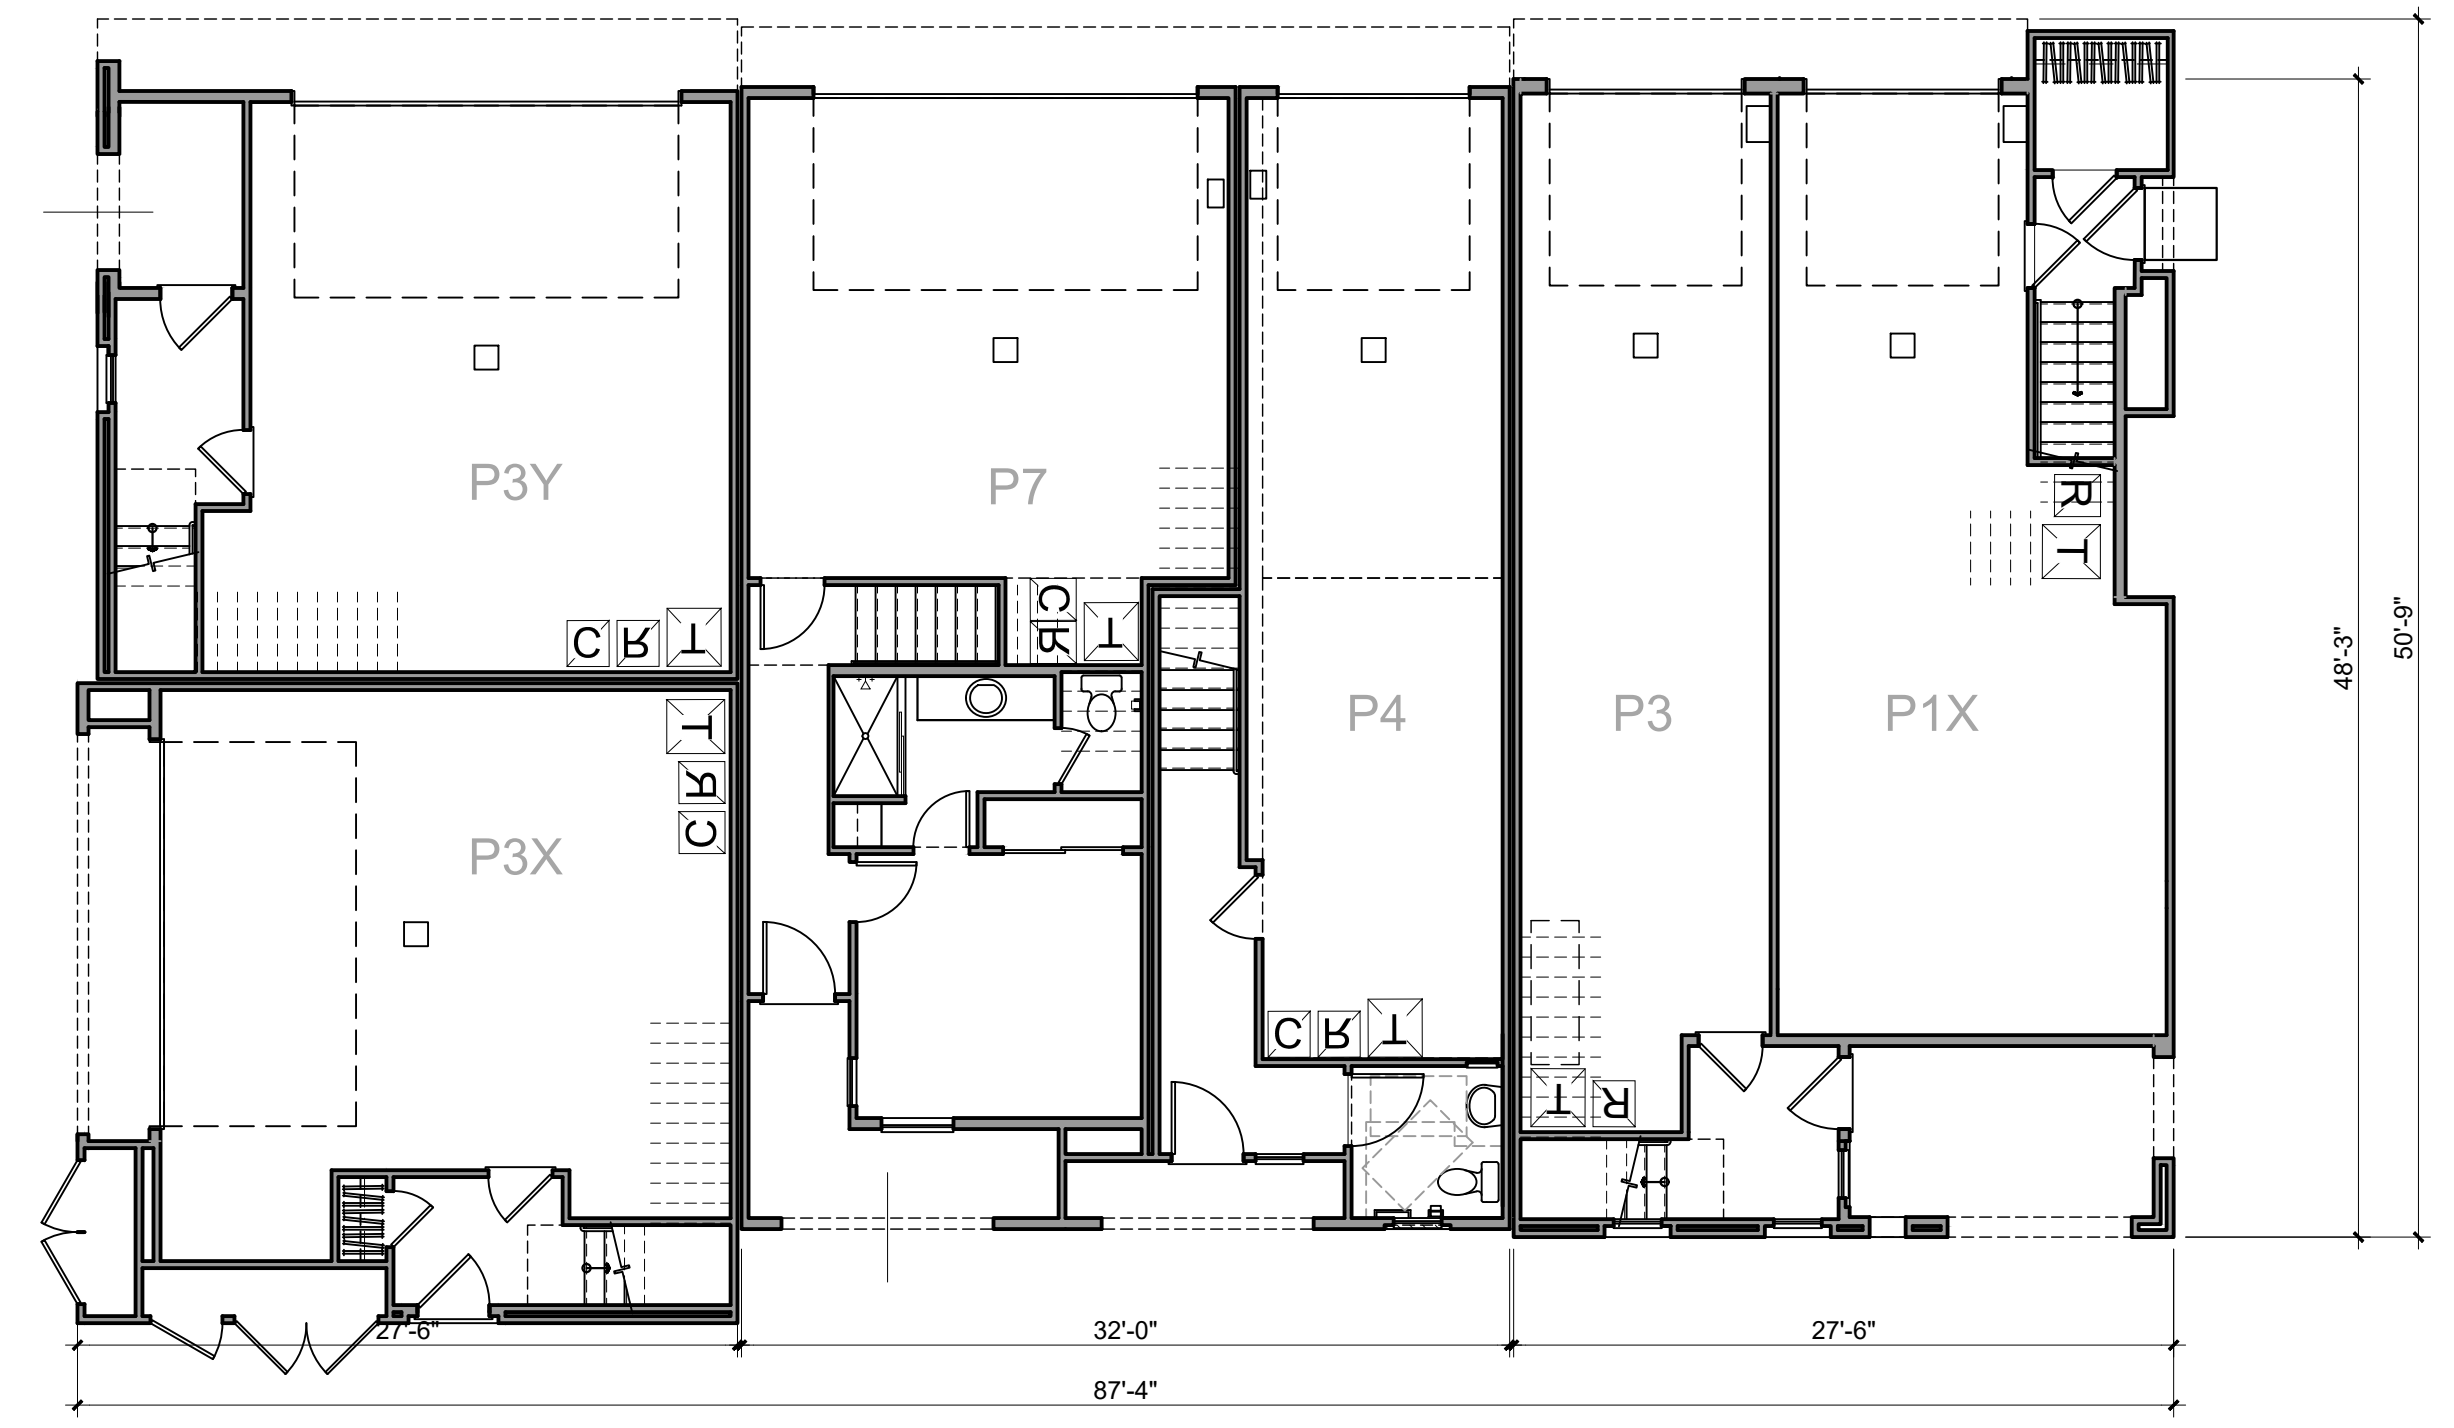 P3Y
C R T
P7
C
R
T
R
T
P4
P3
P1X
T
R
C
P3X
C R T
T R
48'-3"
50'-9"
27'-6"
32'-0"
27'-6"
87'-4"